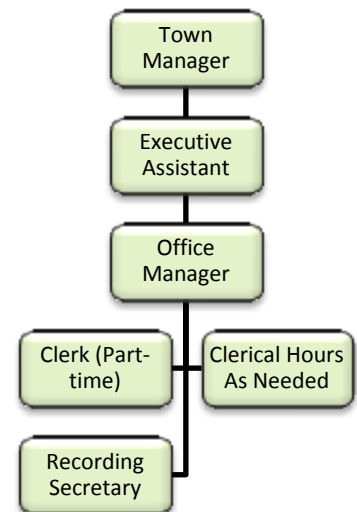 Town
Manager
Executive
Assistant
Office
Manager
Clerk (Part-
time)
Clerical Hours
As Needed
Recording
Secretary